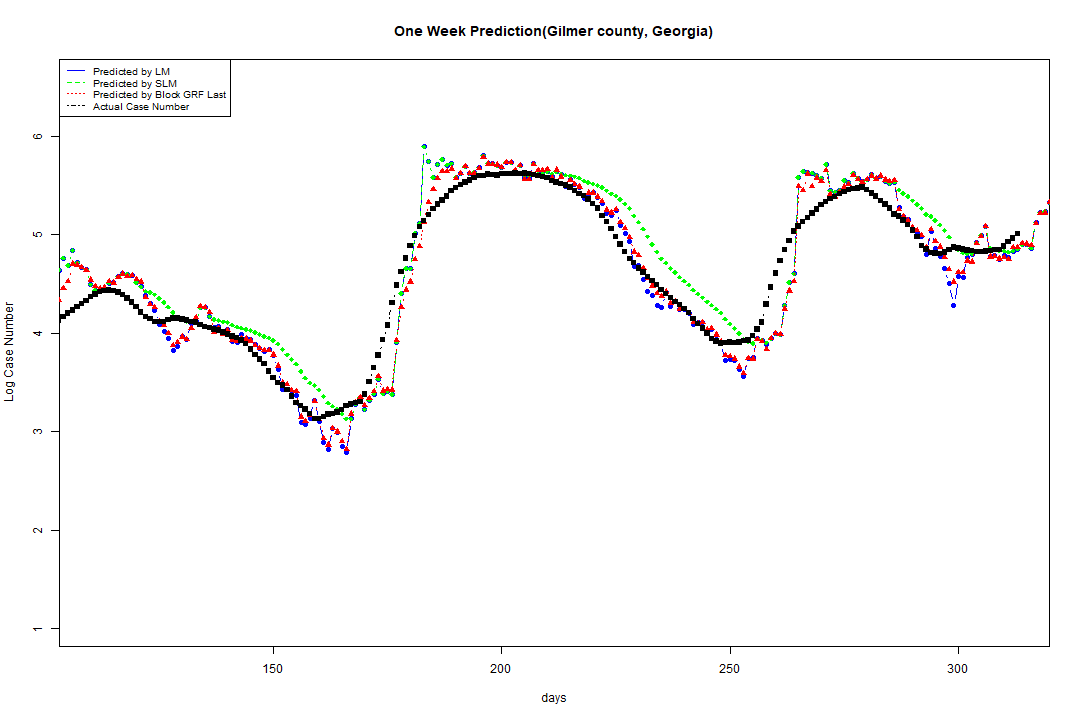 One Week Prediction(Gilmer county, Georgia)
Predicted by LM
Predicted by SLM
Predicted by Block GRF Last
Actual Case Number
6
5
4
3
2
1
Log Case Number
150
200
250
300
days